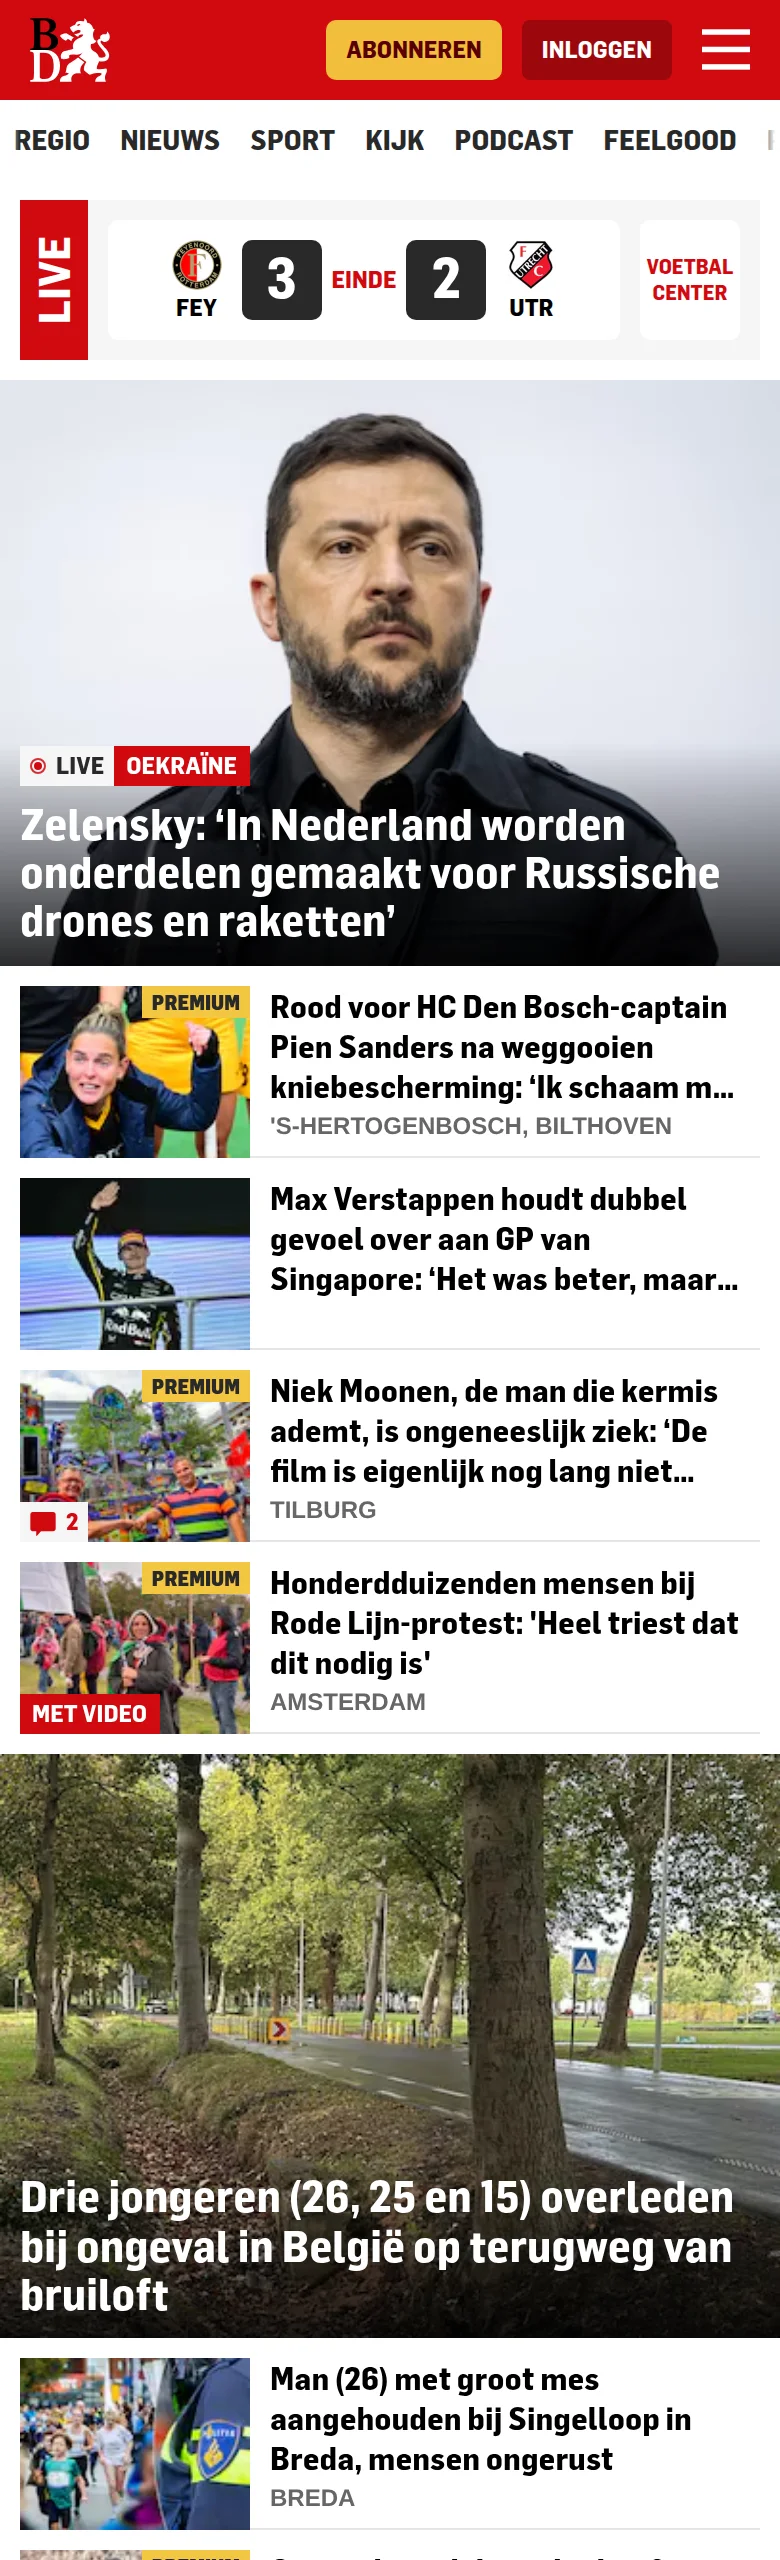 BD
ABONNEREN
INLOGGEN
REGIO NIEUWS SPORT KIJK PODCAST FEELGOOD
LIVE
FEY
3
EINDE
2
UTR
VOETBAL
CENTER
LIVE OEKRAÏNE
Zelensky: ‘In Nederland worden
onderdelen gemaakt voor Russische
drones en raketten’
PREMIUM
Rood voor HC Den Bosch-captain
Pien Sanders na weggooien
kniebescherming: ‘Ik schaam m...
'S-HERTOGENBOSCH, BILTHOVEN
Max Verstappen houdt dubbel
gevoel over aan GP van
Singapore: ‘Het was beter, maar...
PREMIUM
2
Niek Moonen, de man die kermis
ademt, is ongeneeslijk ziek: ‘De
film is eigenlijk nog lang niet...
TILBURG
PREMIUM
MET VIDEO
Honderdduizenden mensen bij
Rode Lijn-protest: 'Heel triest dat
dit nodig is'
AMSTERDAM
Drie jongeren (26, 25 en 15) overleden
bij ongeval in België op terugweg van
bruiloft
Man (26) met groot mes
aangehouden bij Singelloop in
Breda, mensen ongerust
BREDA
PREMIUM